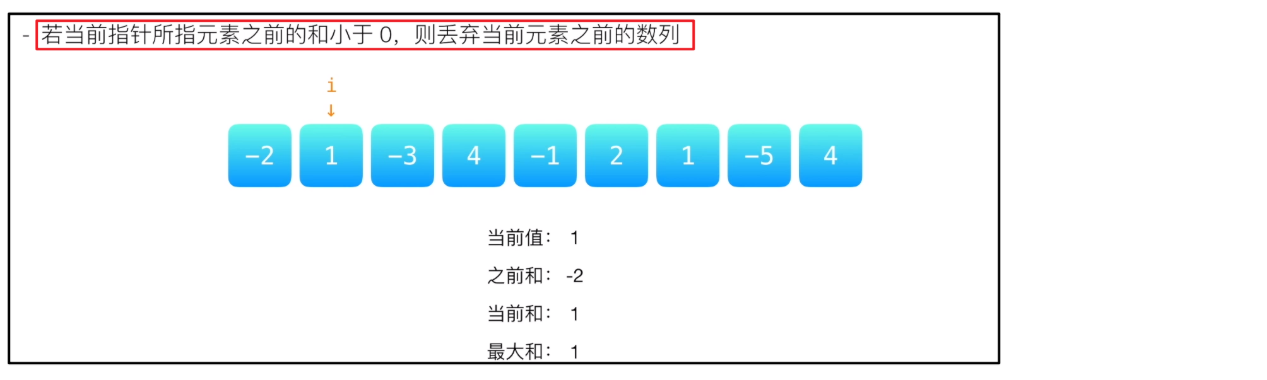 - 若当前指针所指元素之前的和小于 0，则丢弃当前元素之前的数列
i
↓
−2 1 −3 4 −1 2 1 −5 4
当前值： 1
之前和： -2
当前和： 1
最大和： 1